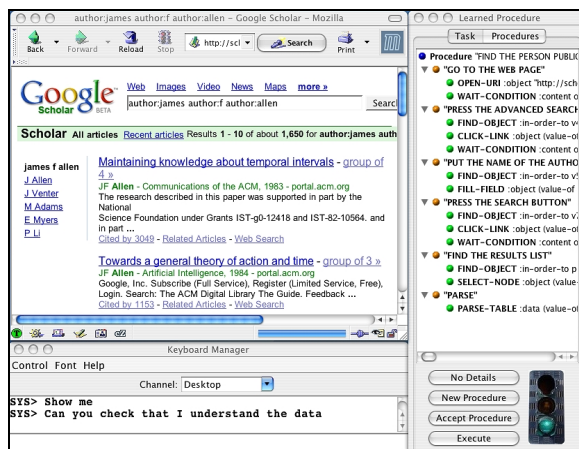 author:james author:f author:allen - Google Scholar - Mozilla
Back Forward Reload Stop http://scl Search Print
Google Scholar BETA
Web Images Video News Maps more »
author:james author:f author:allen
Search
Scholar All articles Recent articles Results 1 - 10 of about 1,650 for author:james auth
james f allen
J Allen
J Venter
M Adams
E Myers
P Li
Maintaining knowledge about temporal intervals - group of
4 »
JF Allen - Communications of the ACM, 1983 - portal.acm.org
The research described in this paper was supported in part by the
National
Science Foundation under Grants IST-g0-12418 and IST-82-10564. and
in part ...
Cited by 3049 - Related Articles - Web Search
Towards a general theory of action and time - group of 3 »
JF Allen - Artificial Intelligence, 1984 - portal.acm.org
Google, Inc. Subscribe (Full Service), Register (Limited Service, Free),
Login. Search: The ACM Digital Library The Guide. Feedback ...
Cited by 1153 - Related Articles - Web Search
Keyboard Manager
Control Font Help
Channel: Desktop
SYS> Show me
SYS> Can you check that I understand the data
Learned Procedure
Task Procedures
Procedure "FIND THE PERSON PUBLIC
"GO TO THE WEB PAGE"
OPEN-URI :object "http://sch
WAIT-CONDITION :content o
"PRESS THE ADVANCED SEARCH
FIND-OBJECT :in-order-to v
CLICK-LINK :object (value-of
WAIT-CONDITION :content o
"PUT THE NAME OF THE AUTHO
FIND-OBJECT :in-order-to v
FILL-FIELD :object (value-of
"PRESS THE SEARCH BUTTON"
FIND-OBJECT :in-order-to v
CLICK-LINK :object (value-of
WAIT-CONDITION :content o
"FIND THE RESULTS LIST"
FIND-OBJECT :in-order-to p
SELECT-NODE :object (value-
"PARSE"
PARSE-TABLE :data (value-o
No Details
New Procedure
Accept Procedure
Execute